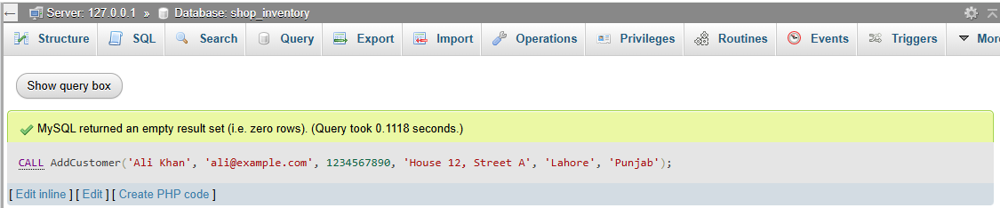 Server: 127.0.0.1 » Database: shop_inventory
Structure SQL Search Query Export Import Operations Privileges Routines Events Triggers
Show query box
MySQL returned an empty result set (i.e. zero rows). (Query took 0.1118 seconds.)
CALL AddCustomer('Ali Khan', 'ali@example.com', 1234567890, 'House 12, Street A', 'Lahore', 'Punjab');
[ Edit inline ] [ Edit ] [ Create PHP code ]